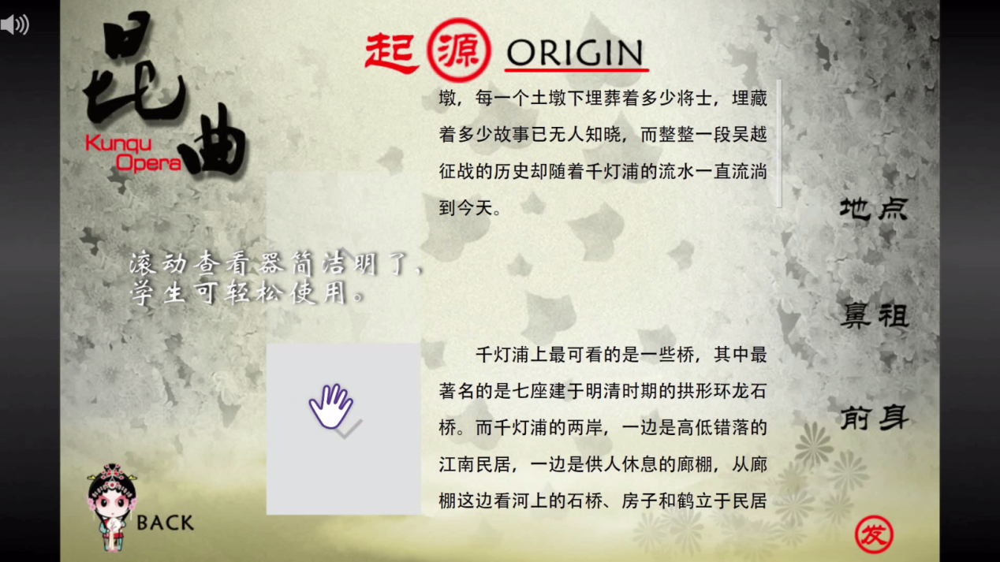 昆曲
Kunqu
Opera
起源 ORIGIN
墩，每一个土墩下埋葬着多少将士，埋藏
着多少故事已无人知晓，而整整一段吴越
征战的历史却随着千灯浦的流水一直流淌
到今天。
滚动查看器简洁明了、
学生可轻松使用。
千灯浦上最可看的是一些桥，其中最
著名的是七座建于明清时期的拱形环龙石
桥。而千灯浦的两岸，一边是高低错落的
江南民居，一边是供人休息的廊棚，从廊
棚这边看河上的石桥、房子和鹤立于民居
地点
鼻祖
前身
BACK
发